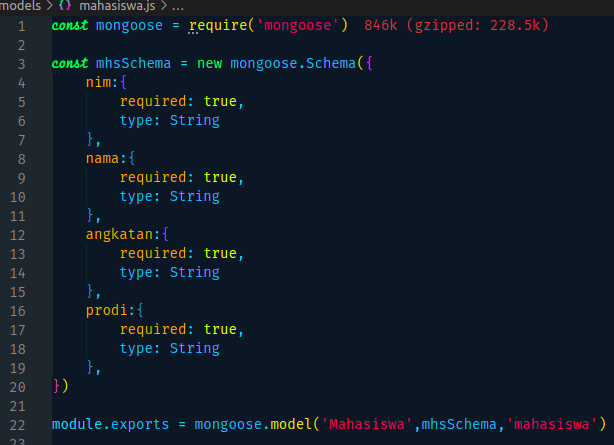 models > {} mahasiswa.js > ...
1 const mongoose = require('mongoose') 846k (gzipped: 228.5k)
2
3 const mhsSchema = new mongoose.Schema({
4 nim:{
5 required: true,
6 type: String
7 },
8 nama:{
9 required: true,
10 type: String
11 },
12 angkatan:{
13 required: true,
14 type: String
15 },
16 prodi:{
17 required: true,
18 type: String
19 },
20 })
21
22 module.exports = mongoose.model('Mahasiswa',mhsSchema,'mahasiswa')
23